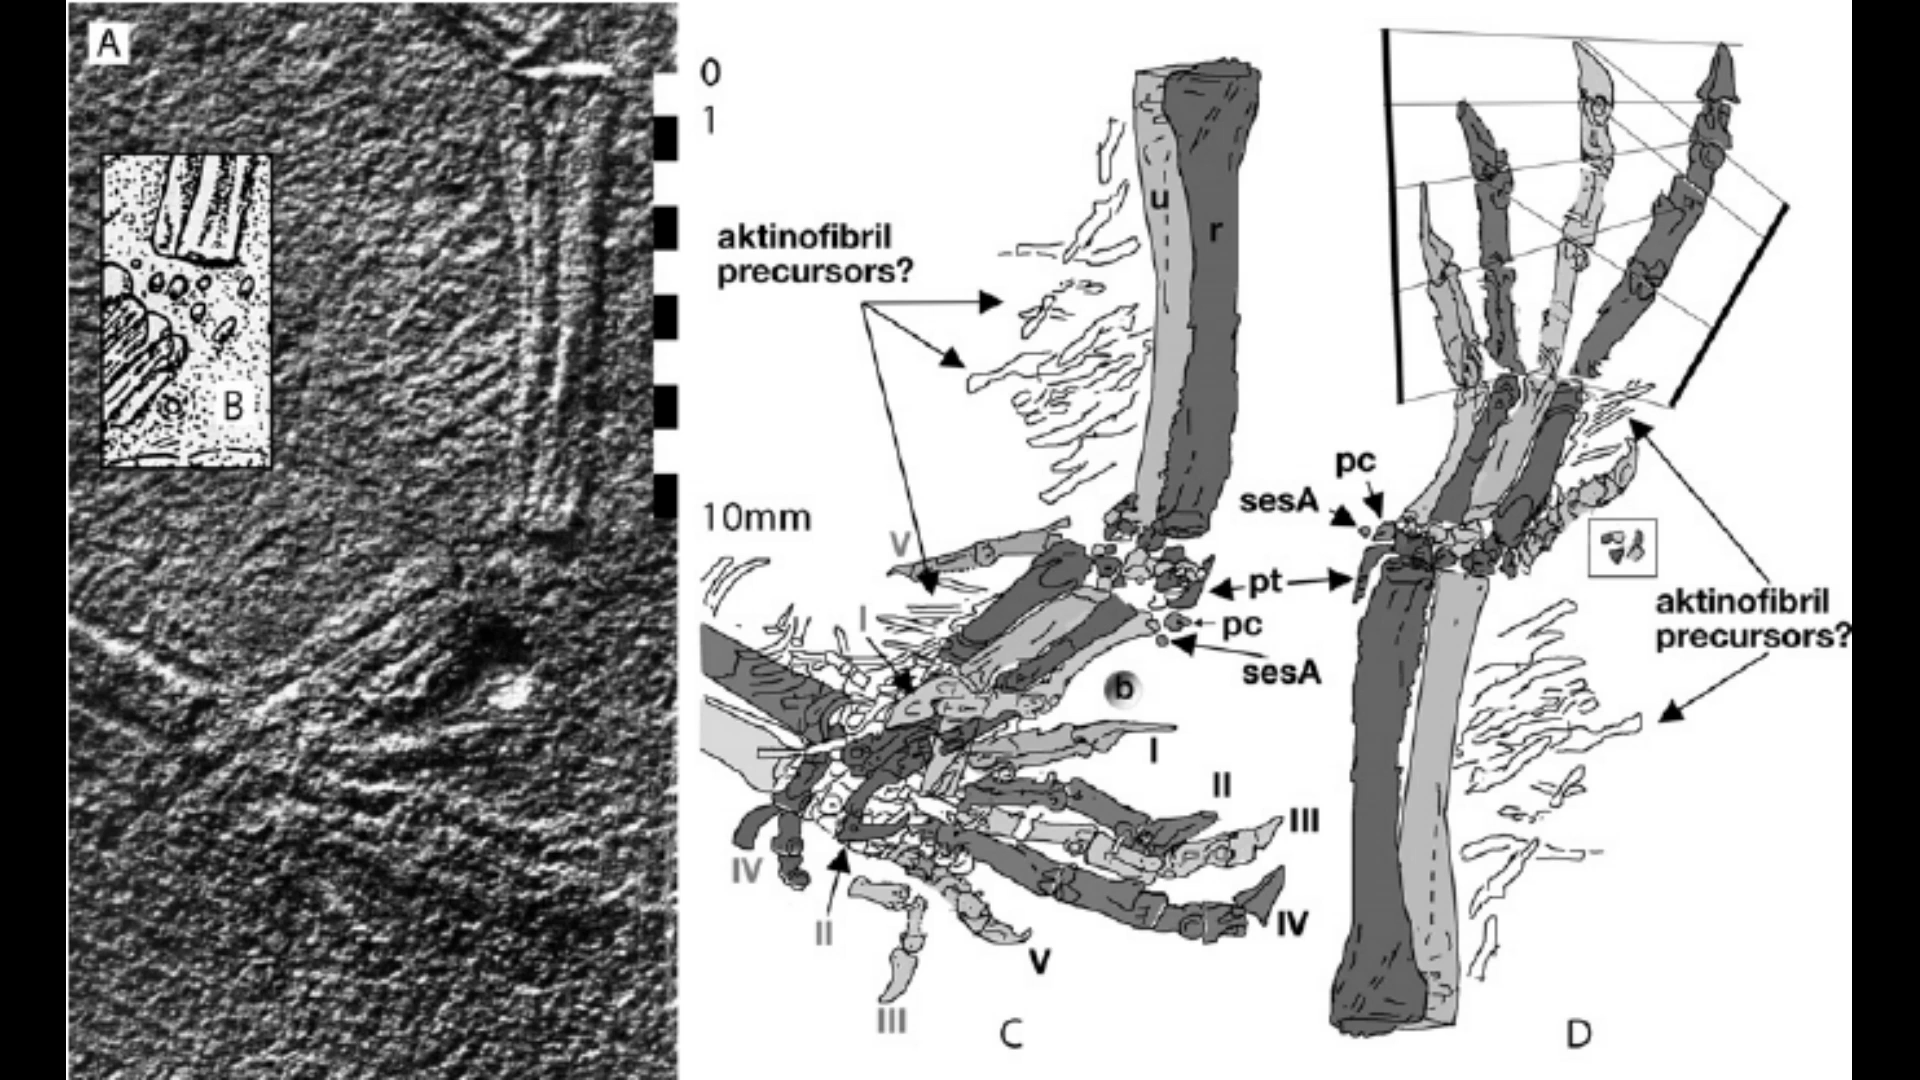 A
B
0
1
10mm
aktinofibril
precursors?
u
r
V
I
pt
pc
sesA
b
I
II
III
IV
V
IV
II
III
C
pc
sesA
aktinofibril
precursors?
D